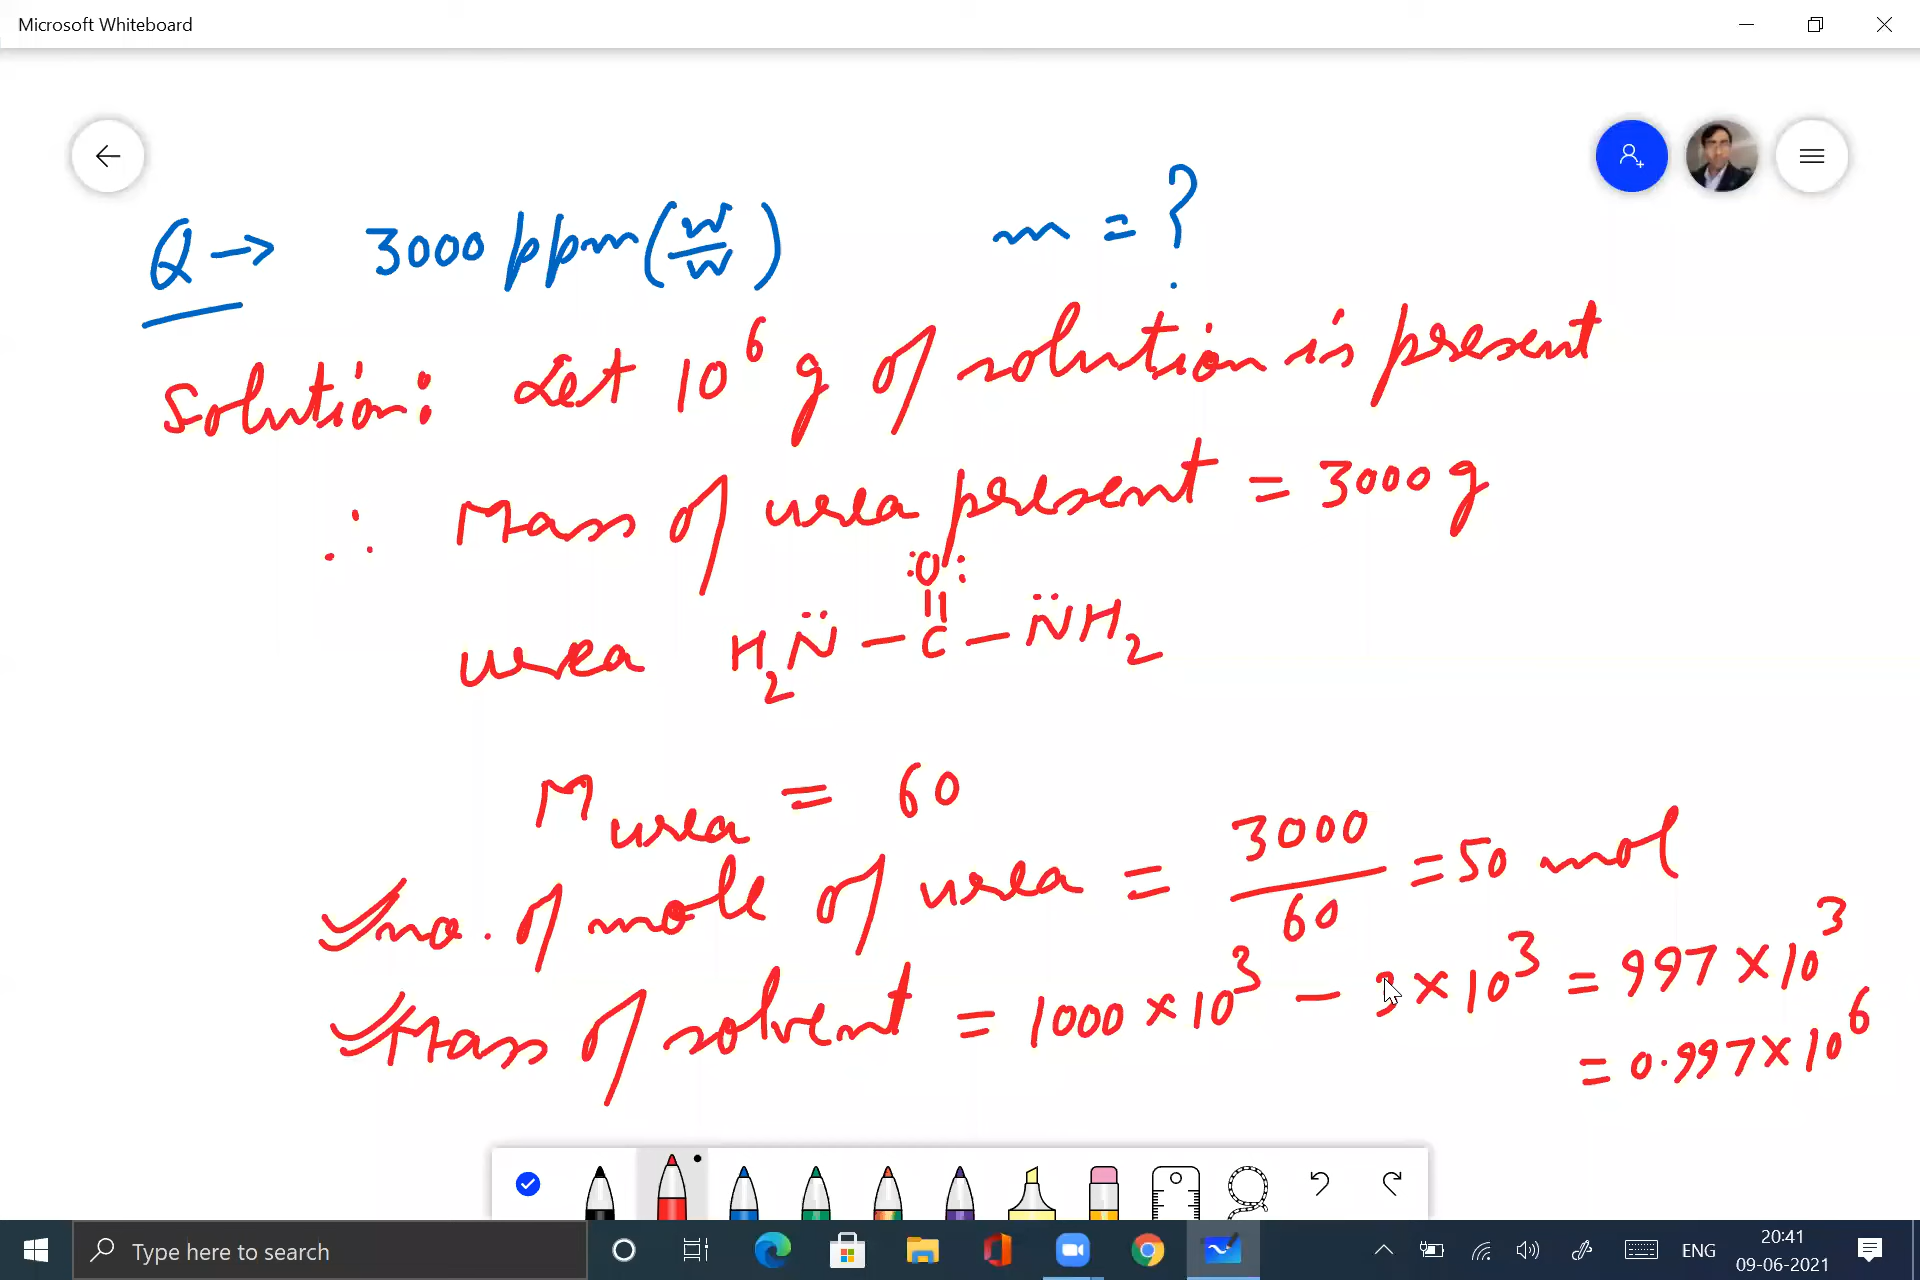 Microsoft Whiteboard
Q → 3000 ppm (w/w) m = ?
Solution: Let 10⁶ g of solution is present
∴ Mass of urea present = 3000 g
:O:
||
urea H₂N̈ — C — N̈H₂
M urea = 60
no. of mole of urea = 3000/60 = 50 mol
Mass of solvent = 1000 × 10³ — 3 × 10³ = 997 × 10³
= 0.997 × 10⁶
Type here to search
ENG
20:41
09-06-2021